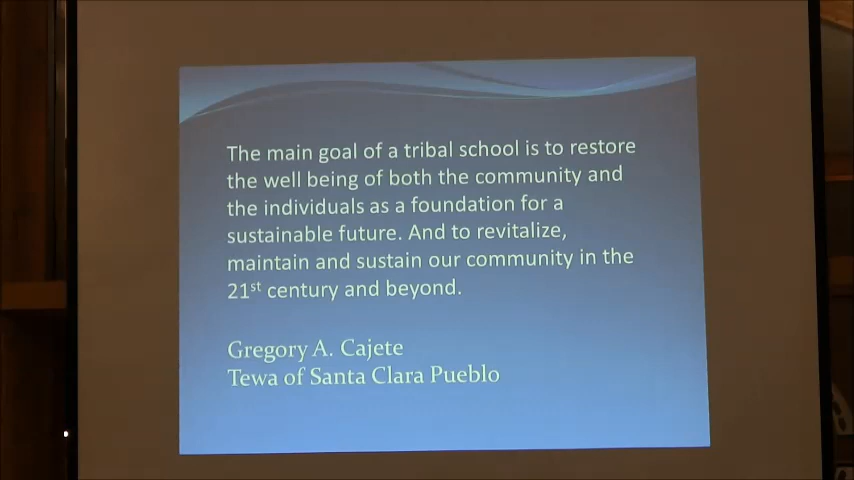 The main goal of a tribal school is to restore
the well being of both the community and
the individuals as a foundation for a
sustainable future. And to revitalize,
maintain and sustain our community in the
21st century and beyond.
Gregory A. Cajete
Tewa of Santa Clara Pueblo